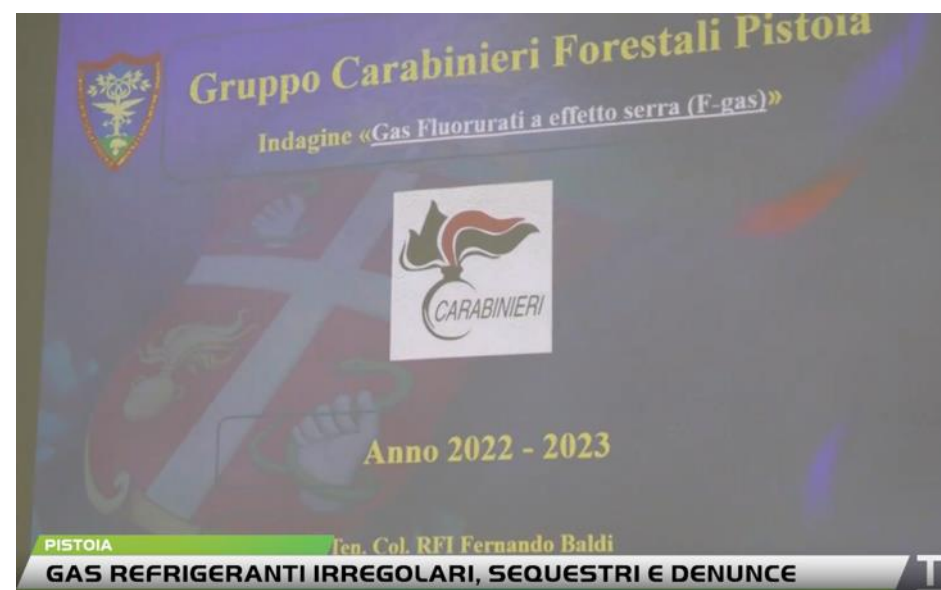 Gruppo Carabinieri Forestali Pistoia
Indagine «Gas Fluorurati a effetto serra (F-gas)»
CARABINIERI
Anno 2022 - 2023
Ten. Col. RFI Fernando Baldi
PISTOIA
GAS REFRIGERANTI IRREGOLARI, SEQUESTRI E DENUNCE
T